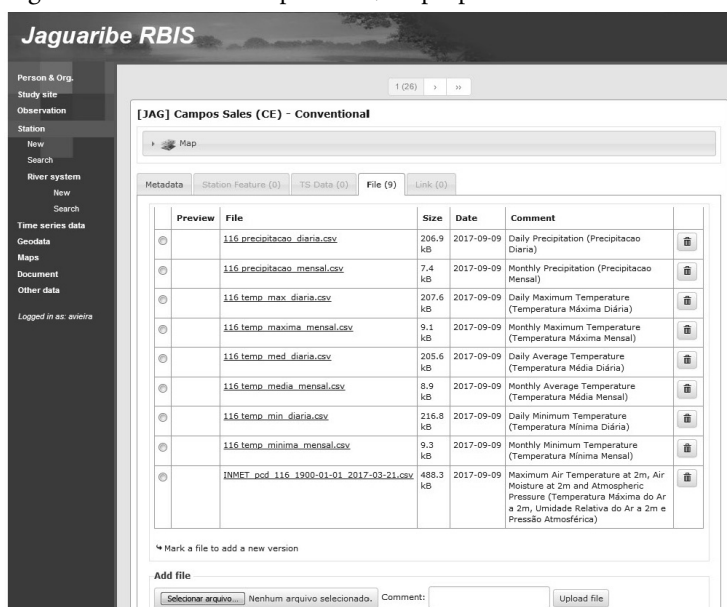 Jaguaribe RBIS
Person & Org.
Study site
Observation
Station
New
Search
River system
New
Search
Time series data
Geodata
Maps
Document
Other data
Logged in as: avieira
1 (26) › ››
[JAG] Campos Sales (CE) - Conventional
Map
Metadata Station Feature (0) TS Data (0) File (9) Link (0)
Preview File Size Date Comment
116 precipitacao diaria.csv 206.9 kB 2017-09-09 Daily Precipitation (Precipitacao Diaria)
116 precipitacao mensal.csv 7.4 kB 2017-09-09 Monthly Precipitation (Precipitacao Mensal)
116 temp max diaria.csv 207.6 kB 2017-09-09 Daily Maximum Temperature (Temperatura Máxima Diária)
116 temp maxima mensal.csv 9.1 kB 2017-09-09 Monthly Maximum Temperature (Temperatura Máxima Mensal)
116 temp med diaria.csv 205.6 kB 2017-09-09 Daily Average Temperature (Temperatura Média Diária)
116 temp media mensal.csv 8.9 kB 2017-09-09 Monthly Average Temperature (Temperatura Média Mensal)
116 temp min diaria.csv 216.8 kB 2017-09-09 Daily Minimum Temperature (Temperatura Mínima Diária)
116 temp minima mensal.csv 9.3 kB 2017-09-09 Monthly Minimum Temperature (Temperatura Mínima Mensal)
INMET pcd 116 1900-01-01 2017-03-21.csv 488.3 kB 2017-09-09 Maximum Air Temperature at 2m, Air Moisture at 2m and Atmospheric Pressure (Temperatura Máxima do Ar a 2m, Umidade Relativa do Ar a 2m e Pressão Atmosférica)
Mark a file to add a new version
Add file
Selecionar arquivo... Nenhum arquivo selecionado. Comment: Upload file